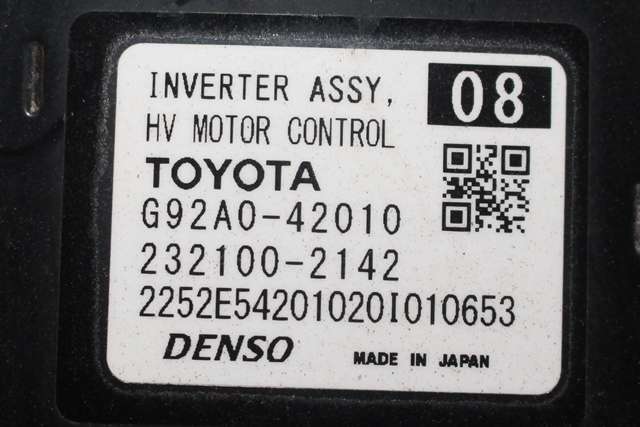 INVERTER ASSY, 08
HV MOTOR CONTROL
TOYOTA
G92A0-42010
232100-2142
2252E54201020I010653
DENSO MADE IN JAPAN